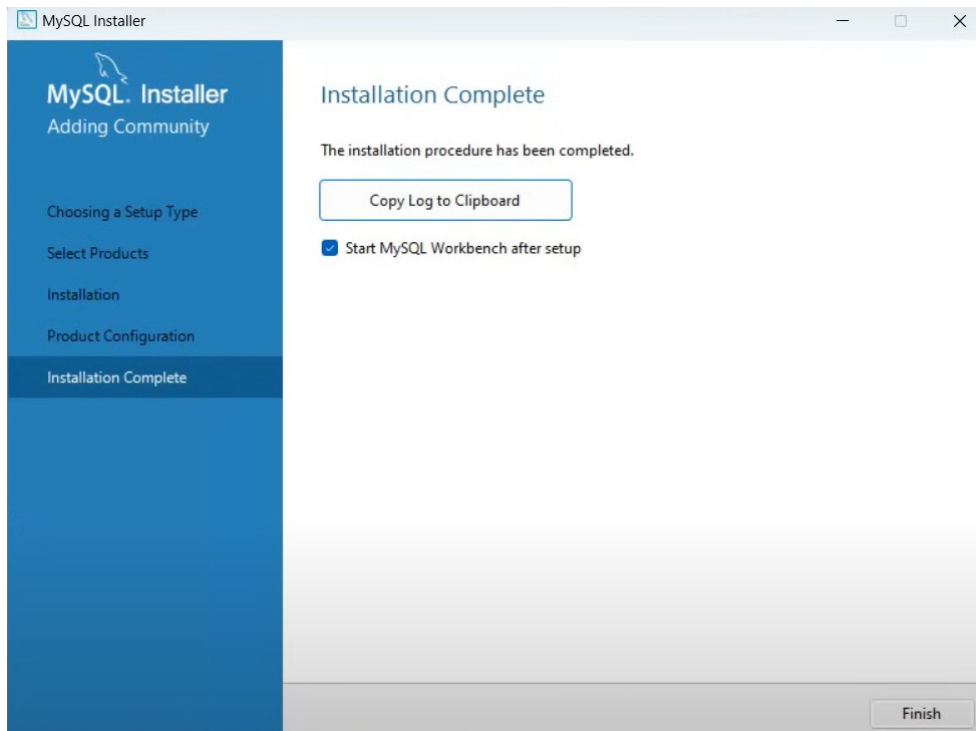 MySQL Installer
MySQL. Installer
Adding Community
Choosing a Setup Type
Select Products
Installation
Product Configuration
Installation Complete
Installation Complete
The installation procedure has been completed.
Copy Log to Clipboard
Start MySQL Workbench after setup
Finish